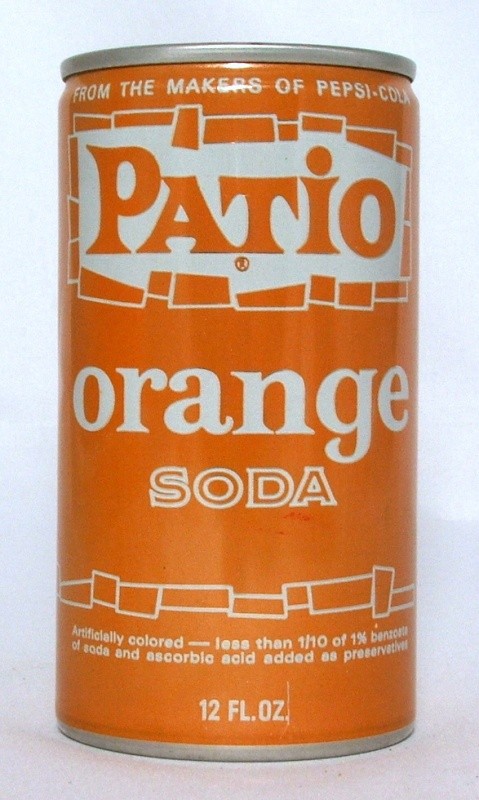 FROM THE MAKERS OF PEPSI-COLA
PATiO
®
orange
SODA
Artificially colored — less than 1/10 of 1% benzoate
of soda and ascorbic acid added as preservatives
12 FL.OZ.